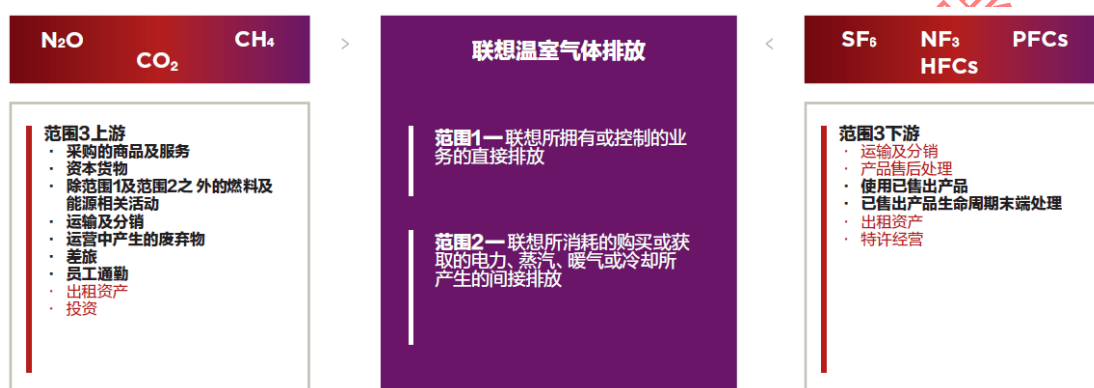 N₂O CH₄
CO₂
范围3上游
· 采购的商品及服务
· 资本货物
· 除范围1及范围2之 外的燃料及
能源相关活动
· 运输及分销
· 运营中产生的废弃物
· 差旅
· 员工通勤
· 出租资产
· 投资
>
联想温室气体排放
范围1一 联想所拥有或控制的业
务的直接排放
范围2一 联想所消耗的购买或获
取的电力、蒸汽、暖气或冷却所
产生的间接排放
<
SF₆ NF₃ PFCs
HFCs
范围3下游
· 运输及分销
· 产品售后处理
· 使用已售出产品
· 已售出产品生命周期末端处理
· 出租资产
· 特许经营